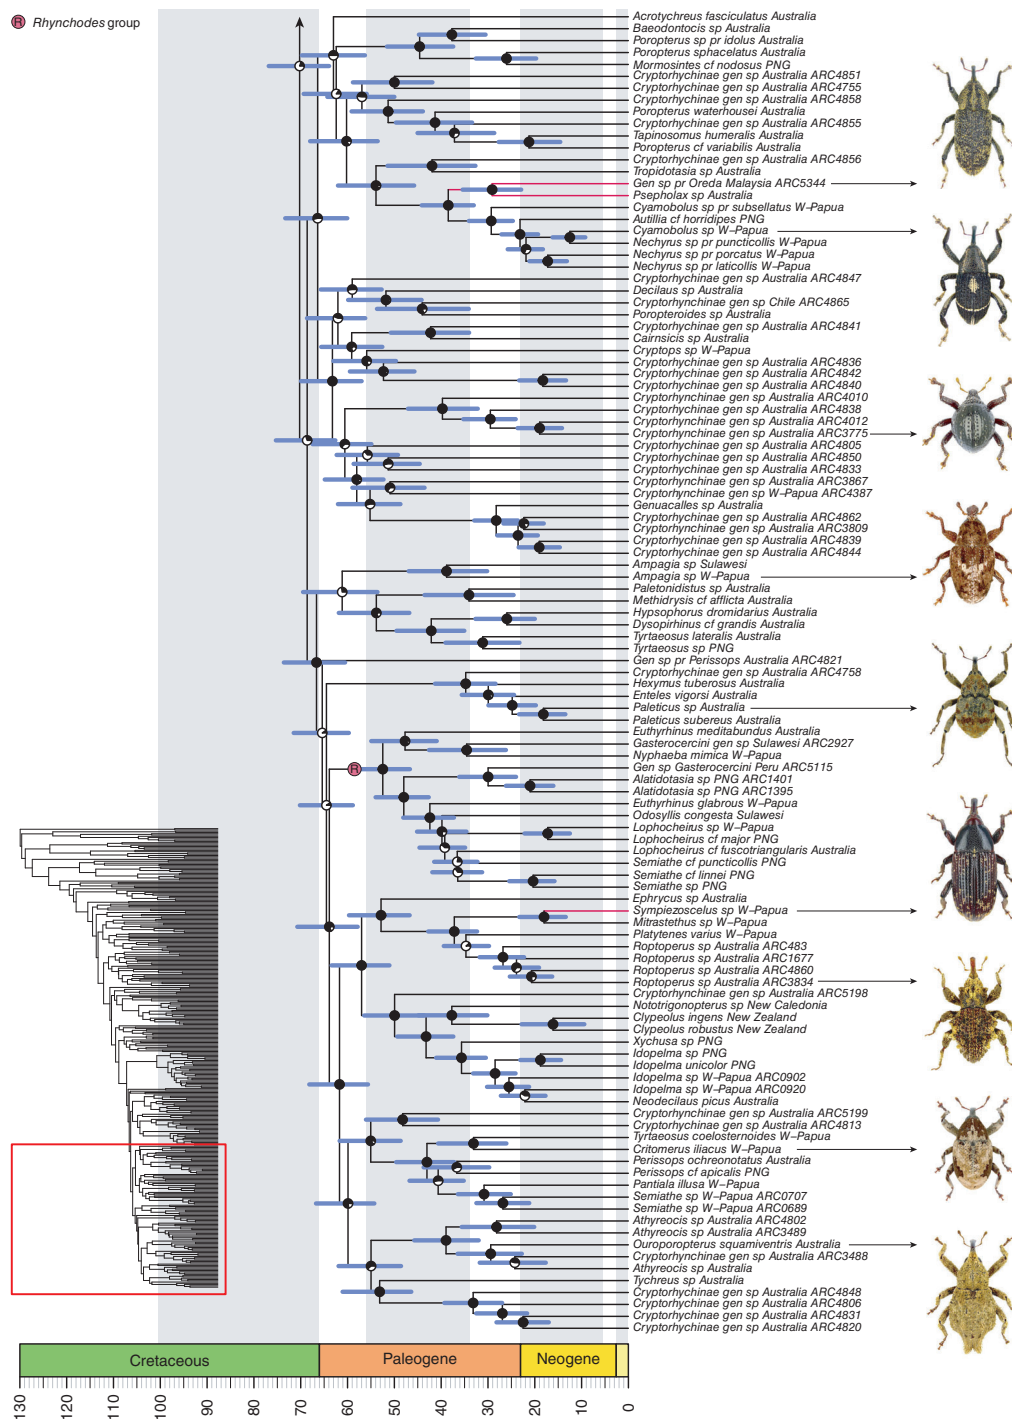 R Rhynchodes group
Acrotychreus fasciculatus Australia
Baeodontocis sp Australia
Poropterus sp pr idolus Australia
Poropterus sphacelatus Australia
Mormosintes cf nodosus PNG
Cryptorhynchinae gen sp Australia ARC4851
Cryptorhychinae gen sp Australia ARC4755
Cryptorhynchinae gen sp Australia ARC4858
Poropterus waterhousei Australia
Cryptorhynchinae gen sp Australia ARC4855
Tapinosomus humeralis Australia
Poropterus cf variabilis Australia
Cryptorhychinae gen sp Australia ARC4856
Tropidotasia sp Australia
Gen sp pr Oreda Malaysia ARC5344
Psepholax sp Australia
Cyamobolus sp pr subsellatus W–Papua
Autillia cf horridipes PNG
Cyamobolus sp W–Papua
Nechyrus sp pr puncticollis W–Papua
Nechyrus sp pr porcatus W–Papua
Nechyrus sp pr laticollis W–Papua
Cryptorhychinae gen sp Australia ARC4847
Decilaus sp Australia
Cryptorhynchinae gen sp Chile ARC4865
Poropteroides sp Australia
Cryptorhychinae gen sp Australia ARC4841
Cairnsicis sp Australia
Cryptops sp W–Papua
Cryptorhychinae gen sp Australia ARC4836
Cryptorhychinae gen sp Australia ARC4842
Cryptorhychinae gen sp Australia ARC4840
Cryptorhynchinae gen sp Australia ARC4010
Cryptorhynchinae gen sp Australia ARC4838
Cryptorhynchinae gen sp Australia ARC4012
Cryptorhynchinae gen sp Australia ARC3775
Cryptorhynchinae gen sp Australia ARC4805
Cryptorhynchinae gen sp Australia ARC4850
Cryptorhynchinae gen sp Australia ARC4833
Cryptorhynchinae gen sp Australia ARC3867
Cryptorhynchinae gen sp W–Papua ARC4387
Genuacalles sp Australia
Cryptorhynchinae gen sp Australia ARC4862
Cryptorhynchinae gen sp Australia ARC3809
Cryptorhychinae gen sp Australia ARC4839
Cryptorhychinae gen sp Australia ARC4844
Ampagia sp Sulawesi
Ampagia sp W–Papua
Paletonidistus sp Australia
Methidrysis cf afflicta Australia
Hypsophorus dromidarius Australia
Dysopirhinus cf grandis Australia
Tyrtaeosus lateralis Australia
Tyrtaeosus sp PNG
Gen sp pr Perissops Australia ARC4821
Cryptorhychinae gen sp Australia ARC4758
Hexymus tuberosus Australia
Enteles vigorsi Australia
Paleticus sp Australia
Paleticus subereus Australia
Euthyrhinus meditabundus Australia
Gasterocercini gen sp Sulawesi ARC2927
Nyphaeba mimica W–Papua
Gen sp Gasterocercini Peru ARC5115
Alatidotasia sp PNG ARC1401
Alatidotasia sp PNG ARC1395
Euthyrhinus glabrous W–Papua
Odosyllis congesta Sulawesi
Lophocheirus sp W–Papua
Lophocheirus cf major PNG
Lophocheirus cf fuscotriangularis Australia
Semiathe cf puncticollis PNG
Semiathe cf linnei PNG
Semiathe sp PNG
Ephrycus sp Australia
Sympiezoscelus sp W–Papua
Mitrastethus sp W–Papua
Platytenes varius W–Papua
Roptoperus sp Australia ARC483
Roptoperus sp Australia ARC1677
Roptoperus sp Australia ARC4860
Roptoperus sp Australia ARC3834
Cryptorhynchinae gen sp Australia ARC5198
Notorigonopterus sp New Caledonia
Clypeolus ingens New Zealand
Clypeolus robustus New Zealand
Xychusa sp PNG
Idopelma sp PNG
Idopelma unicolor PNG
Idopelma sp W–Papua ARC0902
Idopelma sp W–Papua ARC0920
Neodecilaus picus Australia
Cryptorhynchinae gen sp Australia ARC5199
Cryptorhynchinae gen sp Australia ARC4813
Tyrtaeosus coelosternoides W–Papua
Critomerus iliacus W–Papua
Perissops ochreonotatus Australia
Perissops cf apicalis PNG
Pantiala illusa W–Papua
Semiathe sp W–Papua ARC0707
Semiathe sp W–Papua ARC0689
Athyreocis sp Australia ARC4802
Athyreocis sp Australia ARC3489
Ouroporopterus squamiventris Australia
Cryptorhynchinae gen sp Australia ARC3488
Athyreocis sp Australia
Tychreus sp Australia
Cryptorhynchinae gen sp Australia ARC4848
Cryptorhynchinae gen sp Australia ARC4806
Cryptorhychinae gen sp Australia ARC4831
Cryptorhychinae gen sp Australia ARC4820
Cretaceous Paleogene Neogene
130 120 110 100 90 80 70 60 50 40 30 20 10 0